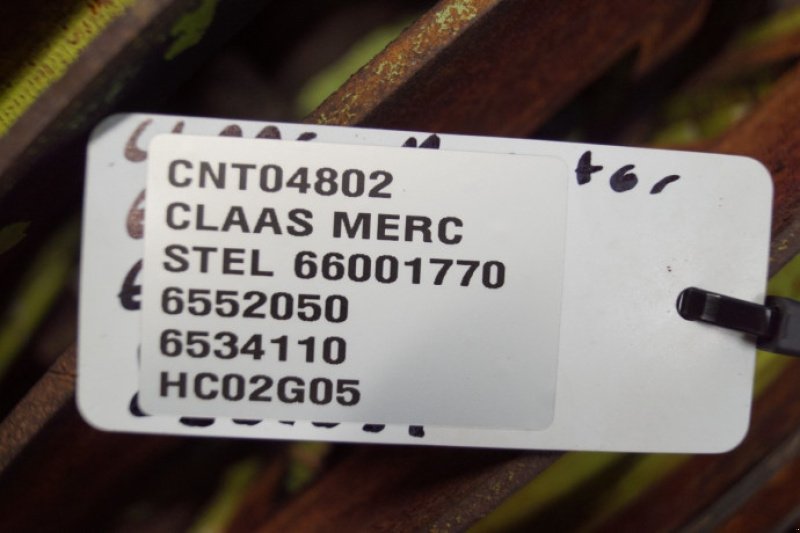 CNT04802
CLAAS MERC
STEL 66001770
6552050
6534110
HC02G05